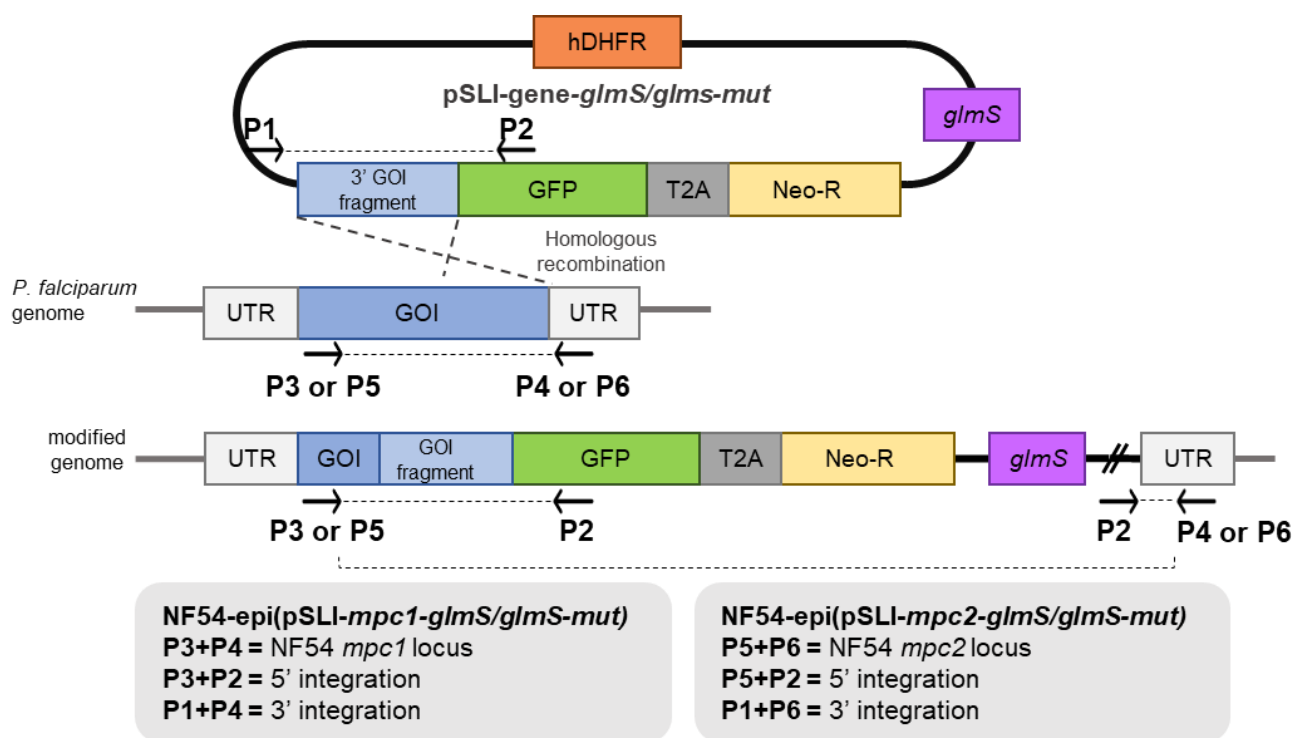 hDHFR
pSLI-gene-glmS/glms-mut
glmS
P1
P2
3' GOI
fragment
GFP
T2A
Neo-R
Homologous
recombination
P. falciparum
genome
UTR
GOI
UTR
P3 or P5
P4 or P6
modified
genome
UTR
GOI
GOI
fragment
GFP
T2A
Neo-R
glmS
UTR
P3 or P5
P2
P2
P4 or P6
NF54-epi(pSLI-mpc1-glmS/glmS-mut)
P3+P4 = NF54 mpc1 locus
P3+P2 = 5' integration
P1+P4 = 3' integration
NF54-epi(pSLI-mpc2-glmS/glmS-mut)
P5+P6 = NF54 mpc2 locus
P5+P2 = 5' integration
P1+P6 = 3' integration